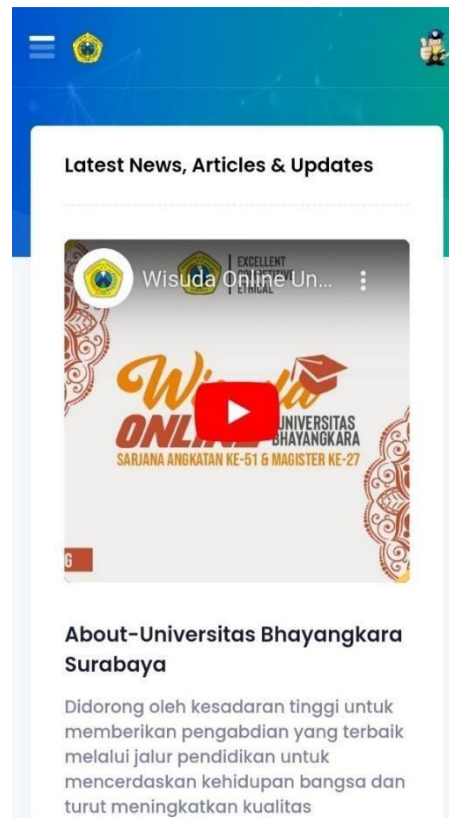 Latest News, Articles & Updates
Wisuda Online Un...
EXCELLENT
COMPETITIVE
ETHICAL
Wisuda
ONLINE UNIVERSITAS
BHAYANGKARA
SARJANA ANGKATAN KE-51 & MAGISTER KE-27
G
About-Universitas Bhayangkara
Surabaya
Didorong oleh kesadaran tinggi untuk
memberikan pengabdian yang terbaik
melalui jalur pendidikan untuk
mencerdaskan kehidupan bangsa dan
turut meningkatkan kualitas